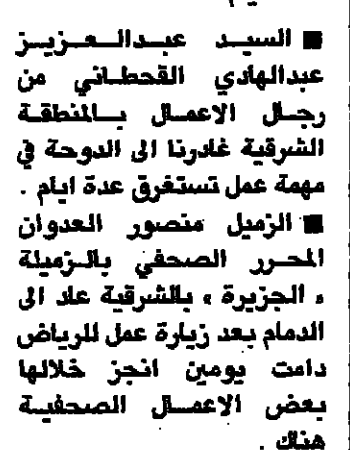 ■ السيد عبدالعزيز
عبدالهادي القحطاني من
رجال الاعمال بالمنطقة
الشرقية غادرنا الى الدوحة في
مهمة عمل تستغرق عدة ايام .
■ الزميل منصور العدوان
المحرر الصحفي بالزميلة
« الجزيرة » بالشرقية عاد الى
الدمام بعد زيارة عمل للرياض
دامت يومين انجز خلالها
بعض الاعمال الصحفية
هناك .